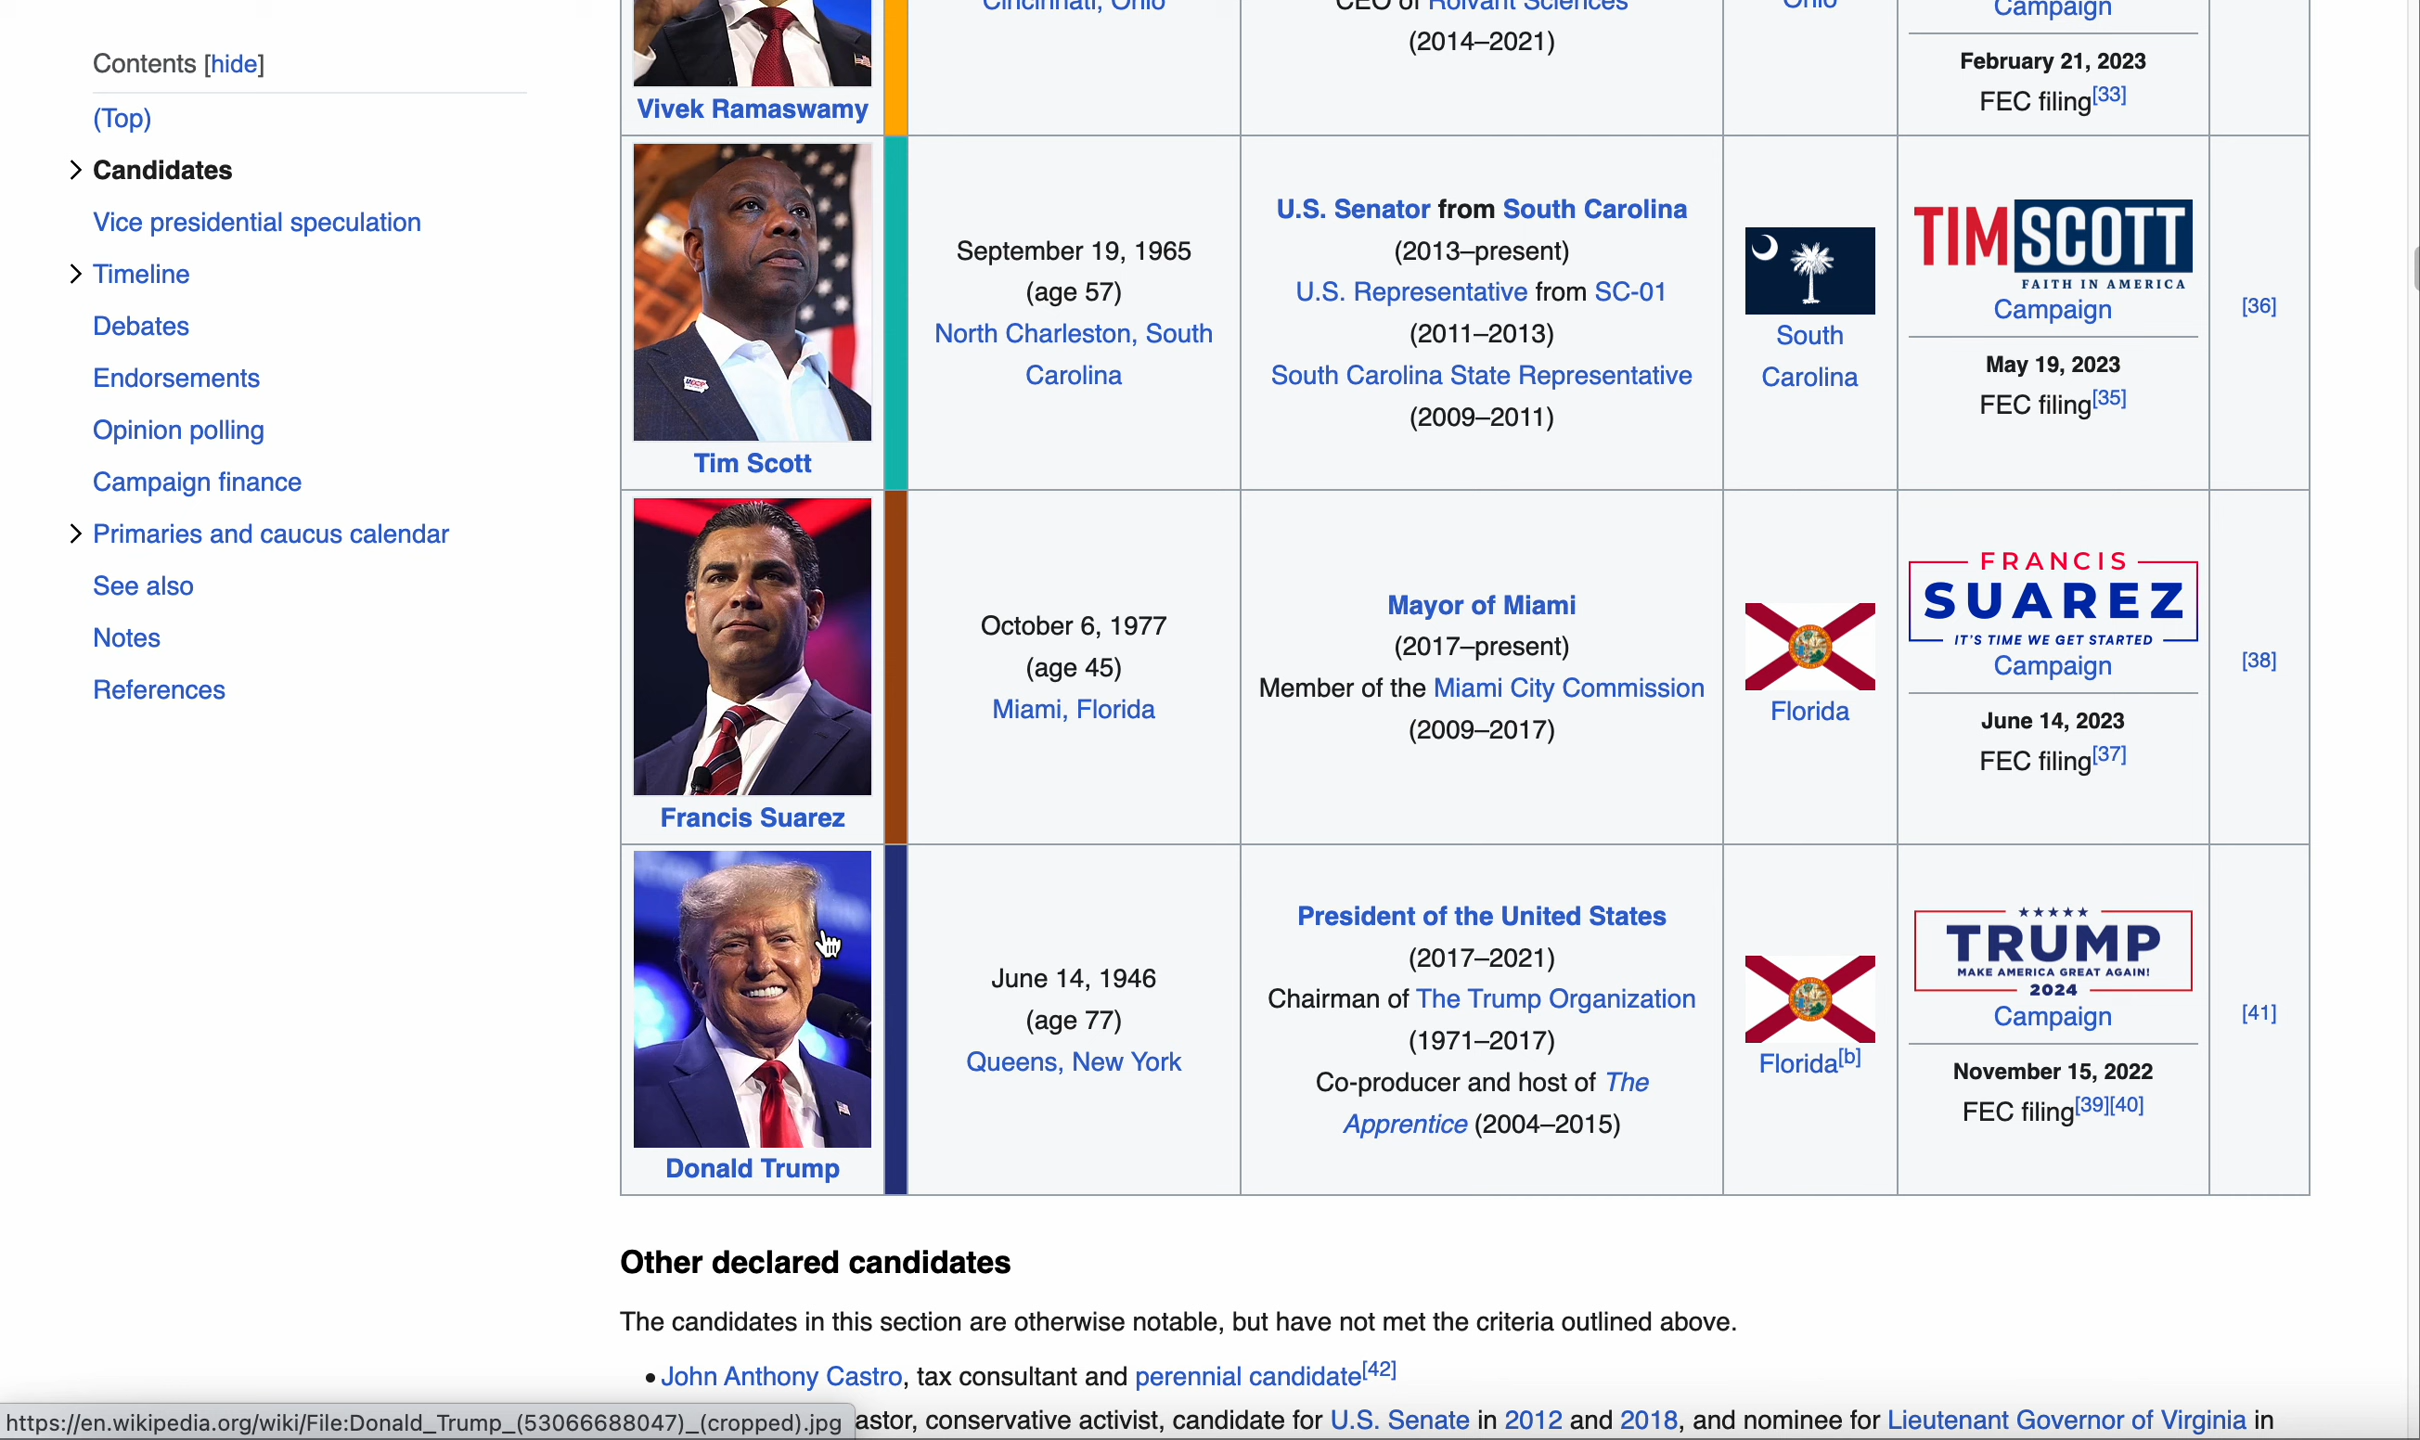 Contents [hide]
(Top)
Candidates
Vice presidential speculation
Timeline
Debates
Endorsements
Opinion polling
Campaign finance
Primaries and caucus calendar
See also
Notes
References
Cincinnati, Ohio
CEO of Roivant Sciences
(2014–2021)
Ohio
Campaign
February 21, 2023
FEC filing[33]
Vivek Ramaswamy
September 19, 1965
(age 57)
North Charleston, South
Carolina
U.S. Senator from South Carolina
(2013–present)
U.S. Representative from SC-01
(2011–2013)
South Carolina State Representative
(2009–2011)
South
Carolina
TIM SCOTT
FAITH IN AMERICA
Campaign
May 19, 2023
FEC filing[35]
[36]
Tim Scott
October 6, 1977
(age 45)
Miami, Florida
Mayor of Miami
(2017–present)
Member of the Miami City Commission
(2009–2017)
Florida
FRANCIS
SUAREZ
IT'S TIME WE GET STARTED
Campaign
June 14, 2023
FEC filing[37]
[38]
Francis Suarez
June 14, 1946
(age 77)
Queens, New York
President of the United States
(2017–2021)
Chairman of The Trump Organization
(1971–2017)
Co-producer and host of The
Apprentice (2004–2015)
Florida[b]
TRUMP
MAKE AMERICA GREAT AGAIN!
2024
Campaign
November 15, 2022
FEC filing[39][40]
[41]
Donald Trump
Other declared candidates
The candidates in this section are otherwise notable, but have not met the criteria outlined above.
• John Anthony Castro, tax consultant and perennial candidate[42]
astor, conservative activist, candidate for U.S. Senate in 2012 and 2018, and nominee for Lieutenant Governor of Virginia in
https://en.wikipedia.org/wiki/File:Donald_Trump_(53066688047)_(cropped).jpg